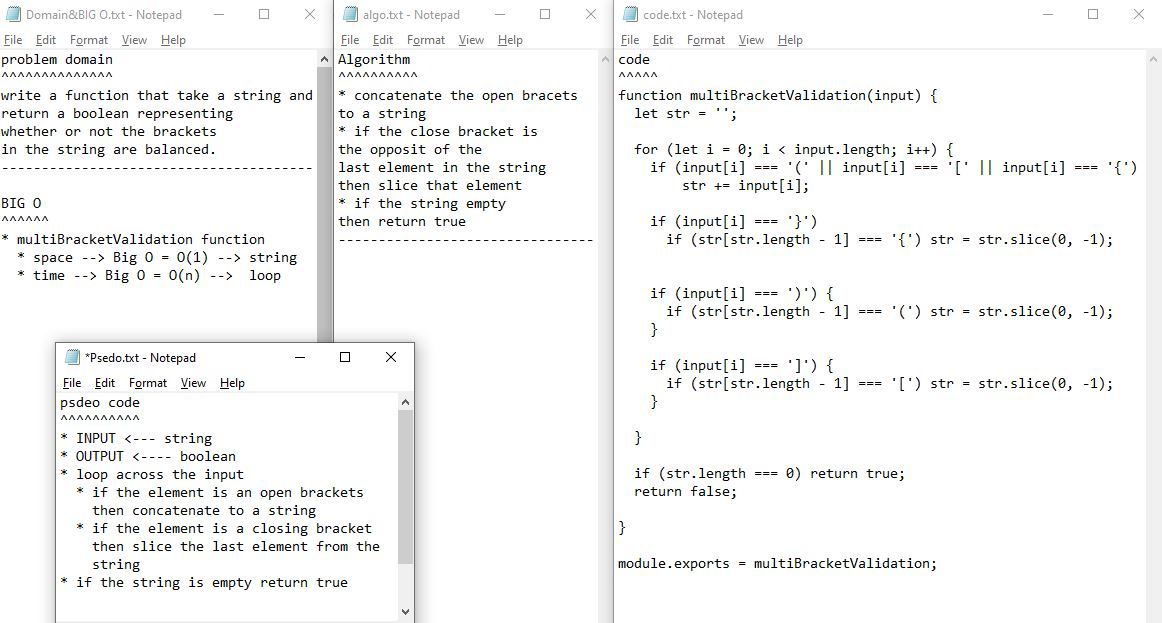 Domain&BIG O.txt - Notepad
File Edit Format View Help
problem domain
^^^^^^^^^^^^^^
write a function that take a string and
return a boolean representing
whether or not the brackets
in the string are balanced.
---------------------------------------
BIG O
^^^^^^
* multiBracketValidation function
  * space --> Big O = O(1) --> string
  * time --> Big O = O(n) -->  loop
*Psedo.txt - Notepad
File Edit Format View Help
psdeo code
^^^^^^^^^^
* INPUT <--- string
* OUTPUT <---- boolean
* loop across the input
  * if the element is an open brackets
    then concatenate to a string
  * if the element is a closing bracket
    then slice the last element from the
    string
* if the string is empty return true
algo.txt - Notepad
File Edit Format View Help
Algorithm
^^^^^^^^^^
* concatenate the open bracets
to a string
* if the close bracket is
the opposit of the
last element in the string
then slice that element
* if the string empty
then return true
--------------------------------
code.txt - Notepad
File Edit Format View Help
code
^^^^^
function multiBracketValidation(input) {
  let str = '';
  for (let i = 0; i < input.length; i++) {
    if (input[i] === '(' || input[i] === '[' || input[i] === '{')
        str += input[i];
    if (input[i] === '}')
      if (str[str.length - 1] === '{') str = str.slice(0, -1);
    if (input[i] === ')') {
      if (str[str.length - 1] === '(') str = str.slice(0, -1);
    }
    if (input[i] === ']') {
      if (str[str.length - 1] === '[') str = str.slice(0, -1);
    }
  }
  if (str.length === 0) return true;
  return false;
}
module.exports = multiBracketValidation;